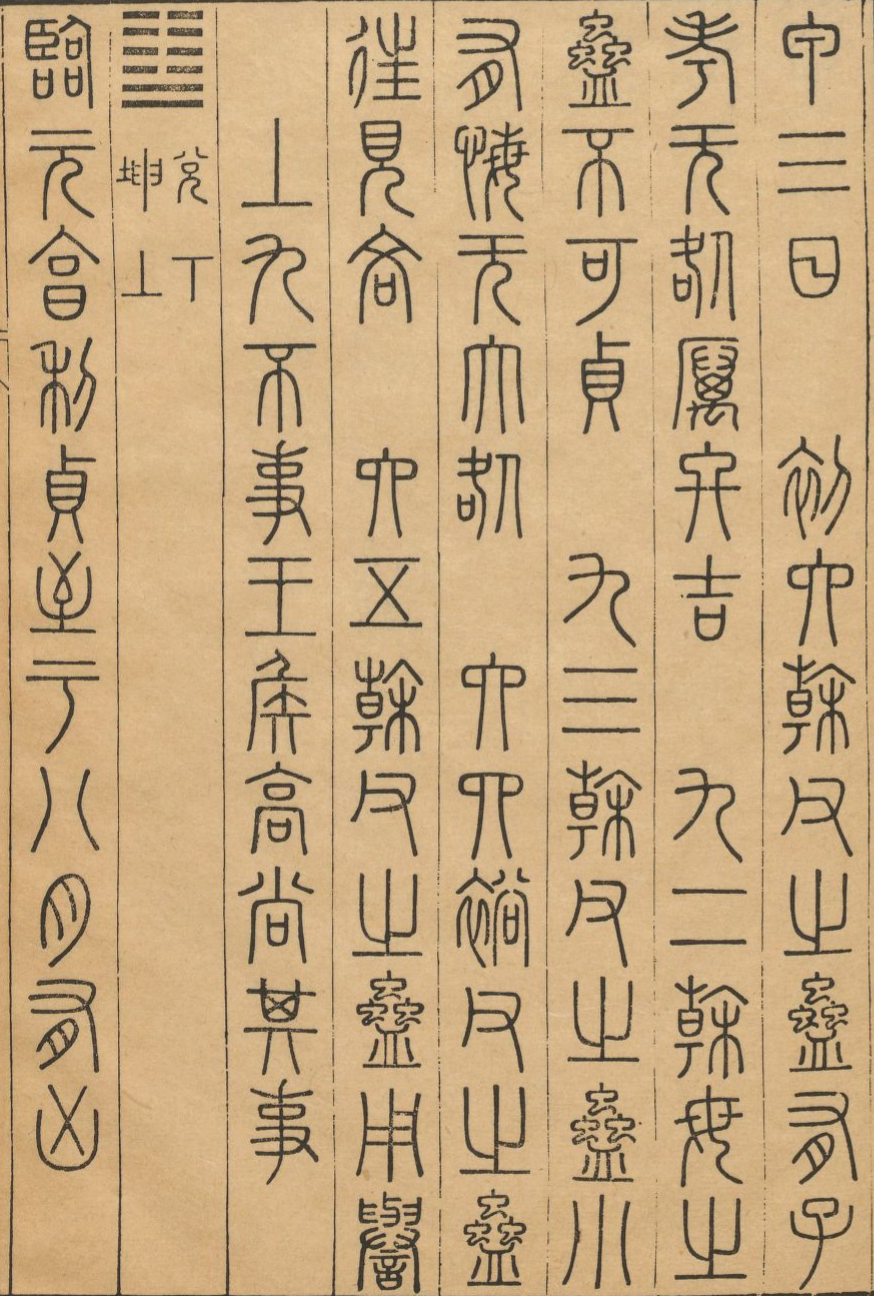 甲三日　初六幹父之蠱有子
考无咎厲終吉　九二幹母之
蠱不可貞　九三幹父之蠱小
有悔无大咎　六四裕父之蠱
往見吝　六五幹父之蠱用譽
上九不事王侯高尚其事
䷒ 兌下坤上
臨元亨利貞至于八月有凶